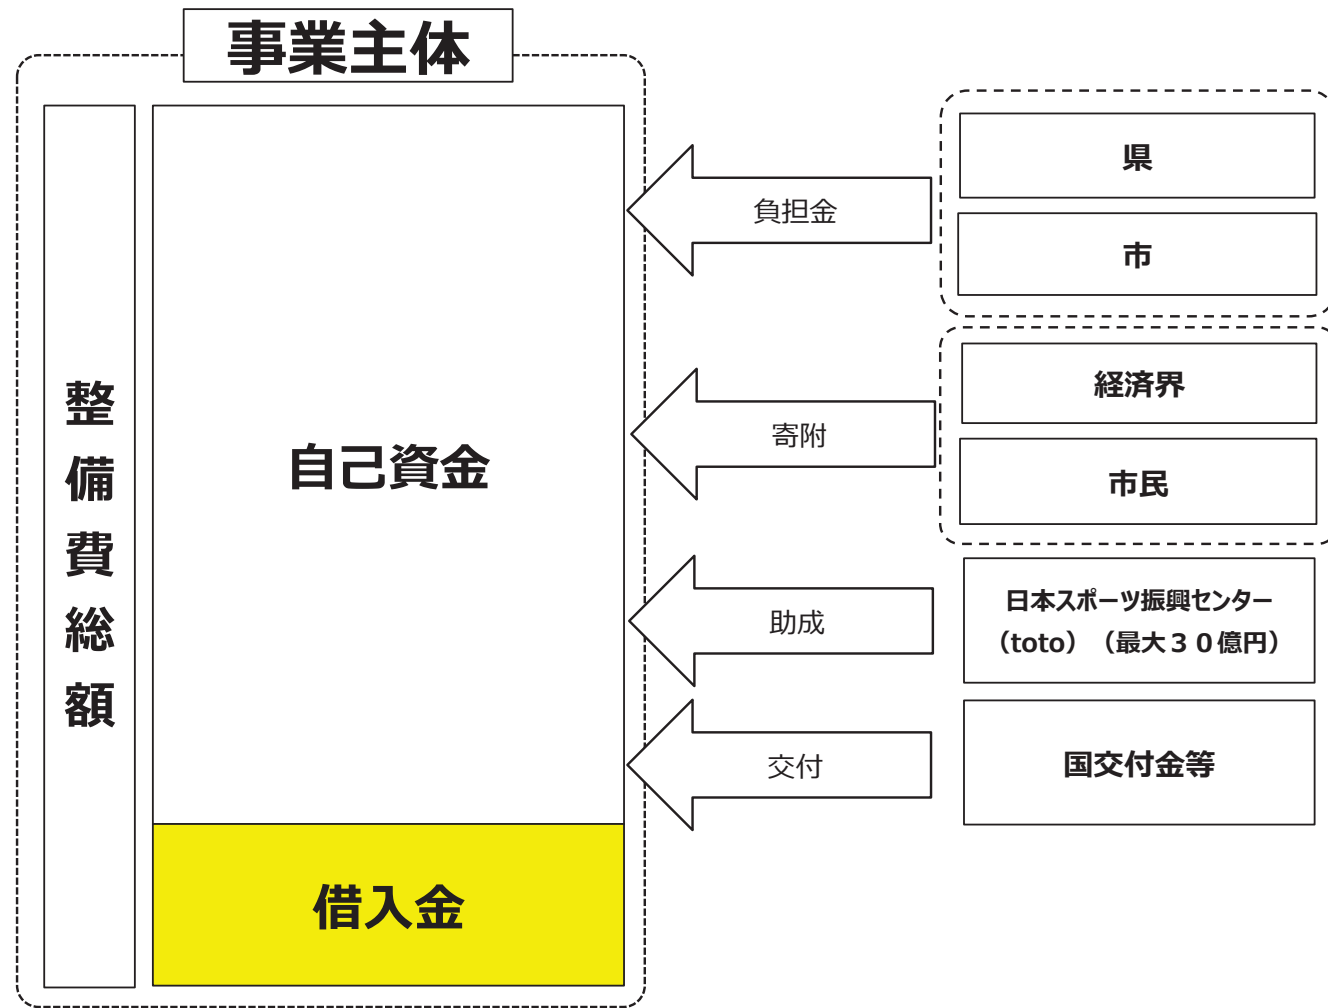 事業主体
整備費総額
自己資金
借入金
負担金
県
市
寄附
経済界
市民
助成
日本スポーツ振興センター
（toto）（最大３０億円）
交付
国交付金等